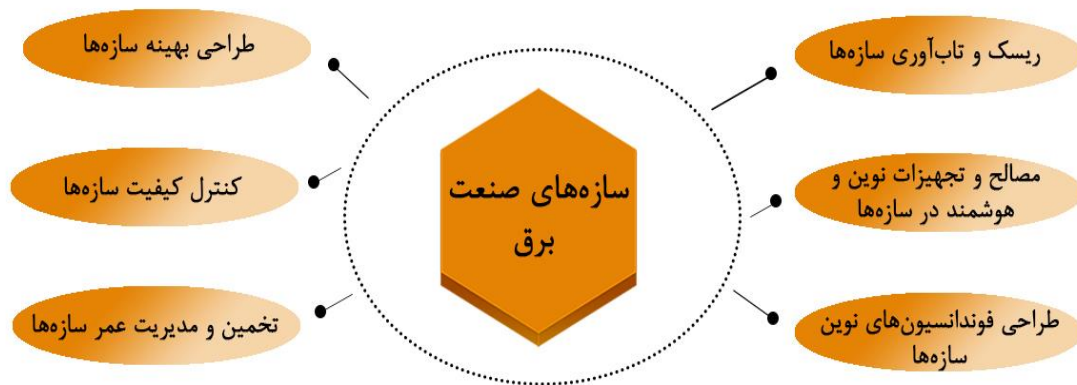 ریسک و تاب‌آوری سازه‌ها
مصالح و تجهیزات نوین و
هوشمند در سازه‌ها
طراحی فوندانسیون‌های نوین
سازه‌ها
سازه‌های صنعت
برق
طراحی بهینه سازه‌ها
کنترل کیفیت سازه‌ها
تخمین و مدیریت عمر سازه‌ها